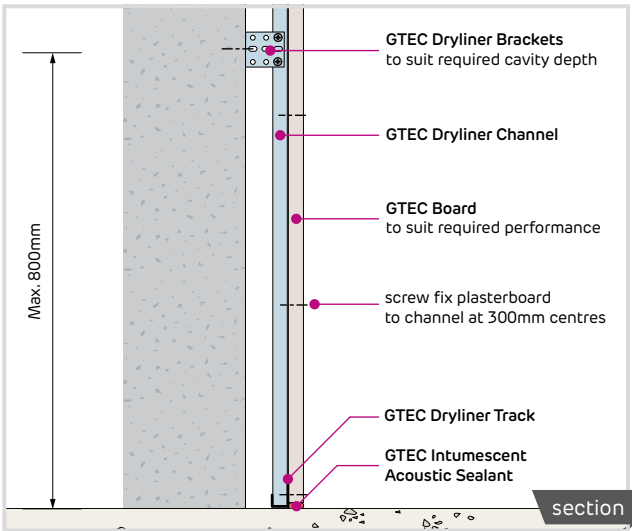 GTEC Dryliner Brackets
to suit required cavity depth
GTEC Dryliner Channel
Max. 800mm
GTEC Board
to suit required performance
screw fix plasterboard
to channel at 300mm centres
GTEC Dryliner Track
GTEC Intumescent
Acoustic Sealant
section